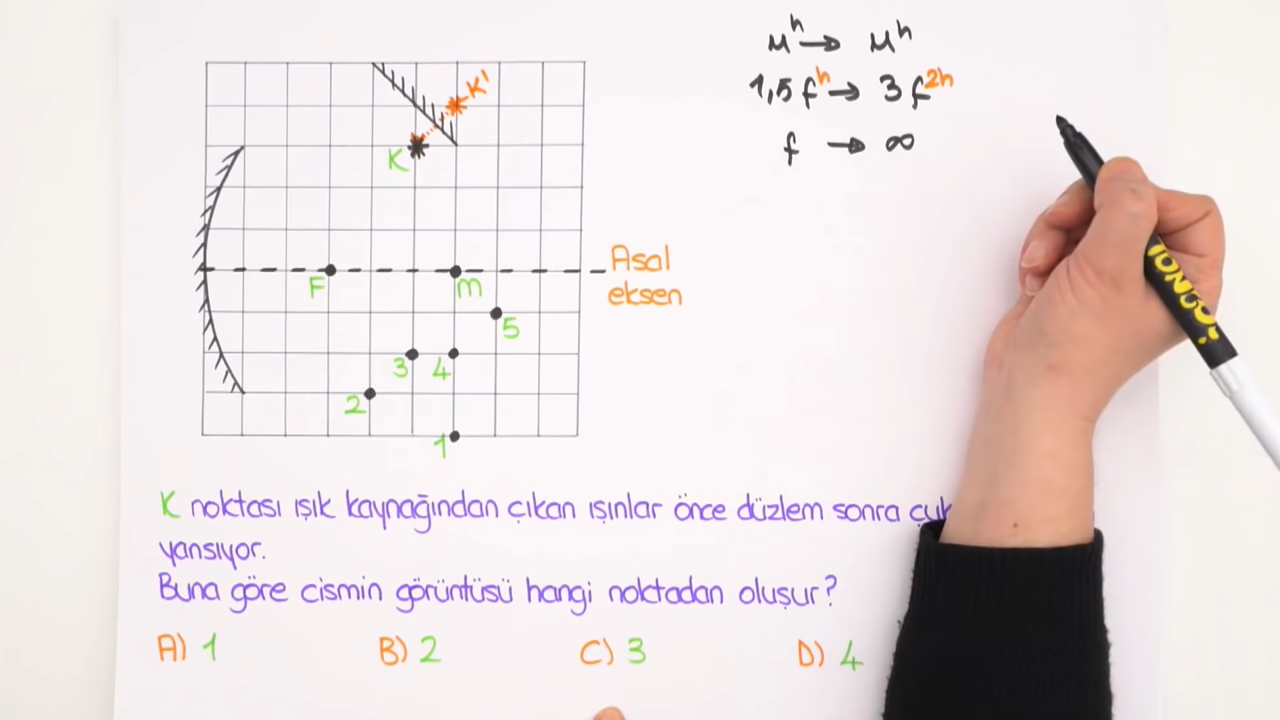 M^h → M^h
1,5 f^h → 3 f^2h
f → ∞
K'
K
Asal
eksen
F
M
5
3
4
2
1
K noktası ışık kaynağından çıkan ışınlar önce düzlem sonra
yansıyor.
Buna göre cismin görüntüsü hangi noktadan oluşur?
A) 1 B) 2 C) 3 D) 4